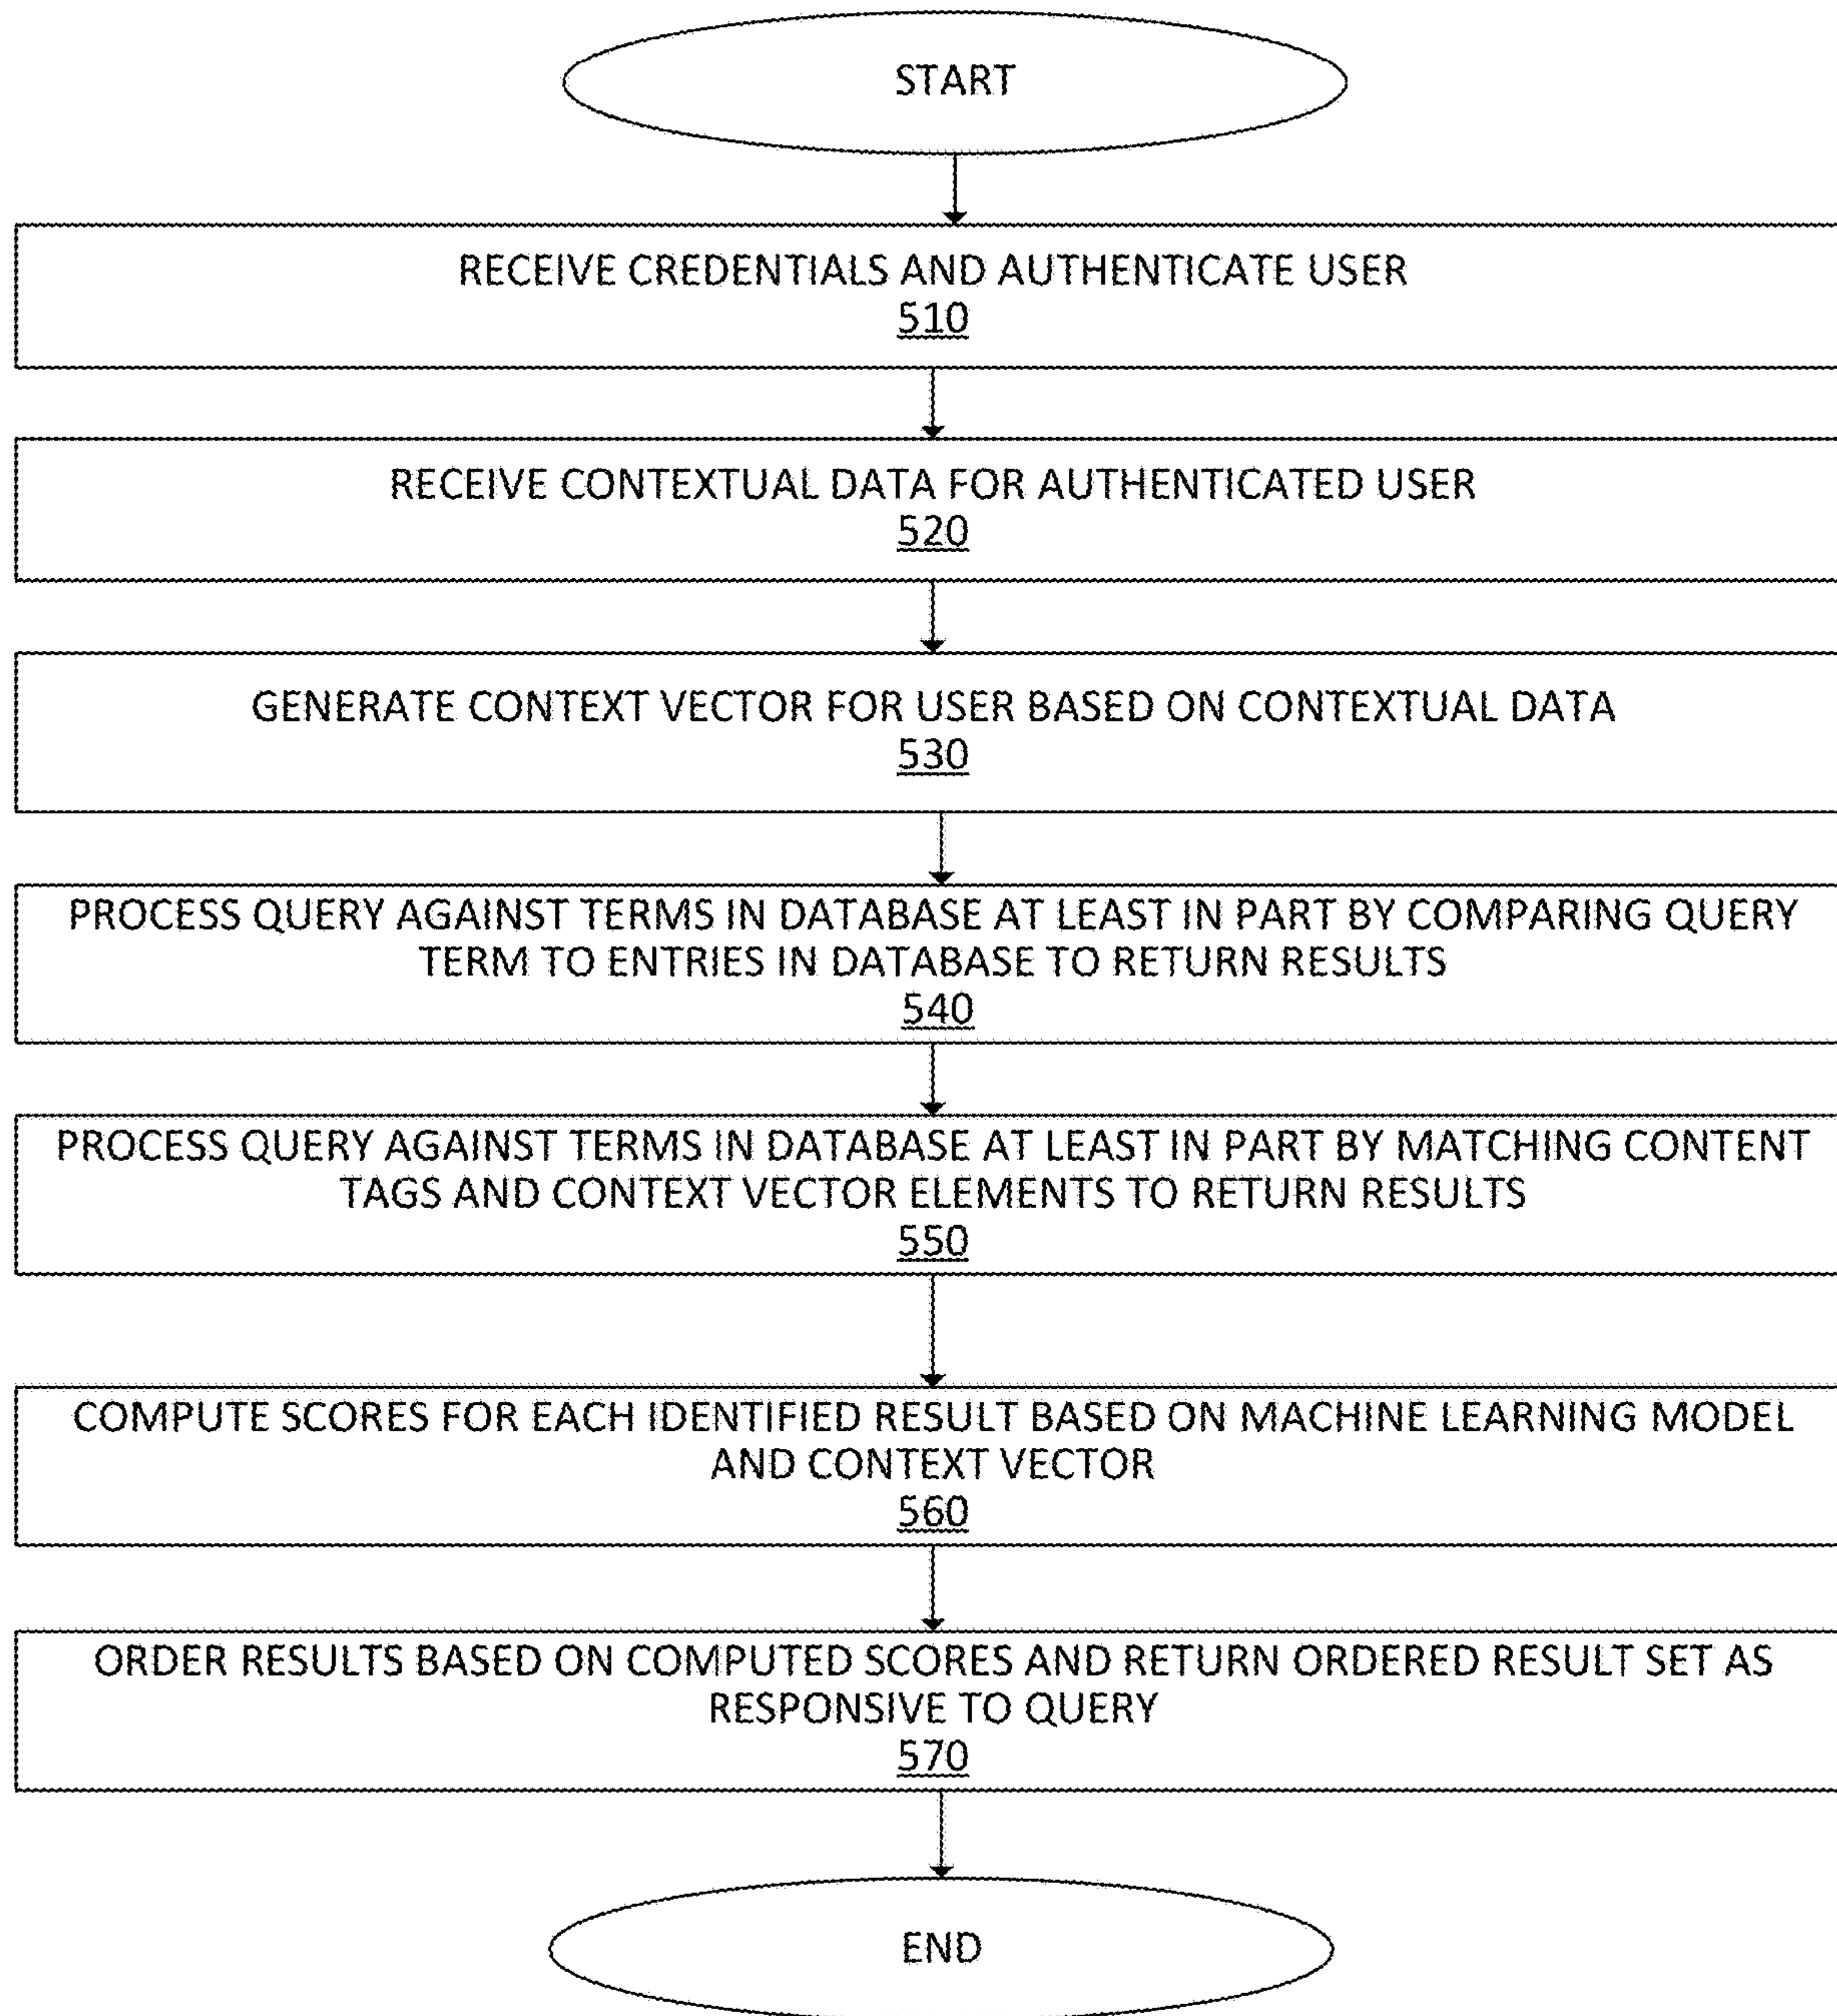 START
RECEIVE CREDENTIALS AND AUTHENTICATE USER
510
RECEIVE CONTEXTUAL DATA FOR AUTHENTICATED USER
520
GENERATE CONTEXT VECTOR FOR USER BASED ON CONTEXTUAL DATA
530
PROCESS QUERY AGAINST TERMS IN DATABASE AT LEAST IN PART BY COMPARING QUERY
TERM TO ENTRIES IN DATABASE TO RETURN RESULTS
540
PROCESS QUERY AGAINST TERMS IN DATABASE AT LEAST IN PART BY MATCHING CONTENT
TAGS AND CONTEXT VECTOR ELEMENTS TO RETURN RESULTS
550
COMPUTE SCORES FOR EACH IDENTIFIED RESULT BASED ON MACHINE LEARNING MODEL
AND CONTEXT VECTOR
560
ORDER RESULTS BASED ON COMPUTED SCORES AND RETURN ORDERED RESULT SET AS
RESPONSIVE TO QUERY
570
END